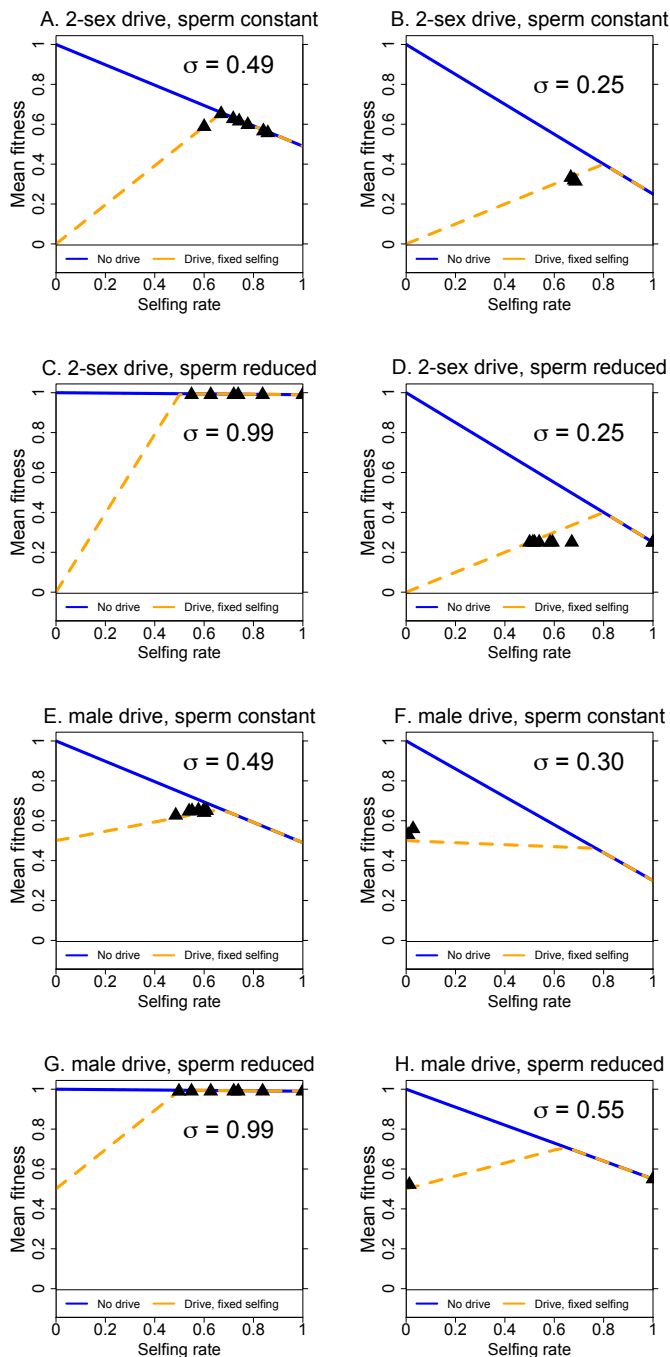 A. 2-sex drive, sperm constant
σ = 0.49
Mean fitness
0 0.2 0.4 0.6 0.8 1
No drive Drive, fixed selfing
0 0.2 0.4 0.6 0.8 1
Selfing rate
B. 2-sex drive, sperm constant
σ = 0.25
Mean fitness
0 0.2 0.4 0.6 0.8 1
No drive Drive, fixed selfing
0 0.2 0.4 0.6 0.8 1
Selfing rate
C. 2-sex drive, sperm reduced
σ = 0.99
Mean fitness
0 0.2 0.4 0.6 0.8 1
No drive Drive, fixed selfing
0 0.2 0.4 0.6 0.8 1
Selfing rate
D. 2-sex drive, sperm reduced
σ = 0.25
Mean fitness
0 0.2 0.4 0.6 0.8 1
No drive Drive, fixed selfing
0 0.2 0.4 0.6 0.8 1
Selfing rate
E. male drive, sperm constant
σ = 0.49
Mean fitness
0 0.2 0.4 0.6 0.8 1
No drive Drive, fixed selfing
0 0.2 0.4 0.6 0.8 1
Selfing rate
F. male drive, sperm constant
σ = 0.30
Mean fitness
0 0.2 0.4 0.6 0.8 1
No drive Drive, fixed selfing
0 0.2 0.4 0.6 0.8 1
Selfing rate
G. male drive, sperm reduced
σ = 0.99
Mean fitness
0 0.2 0.4 0.6 0.8 1
No drive Drive, fixed selfing
0 0.2 0.4 0.6 0.8 1
Selfing rate
H. male drive, sperm reduced
σ = 0.55
Mean fitness
0 0.2 0.4 0.6 0.8 1
No drive Drive, fixed selfing
0 0.2 0.4 0.6 0.8 1
Selfing rate